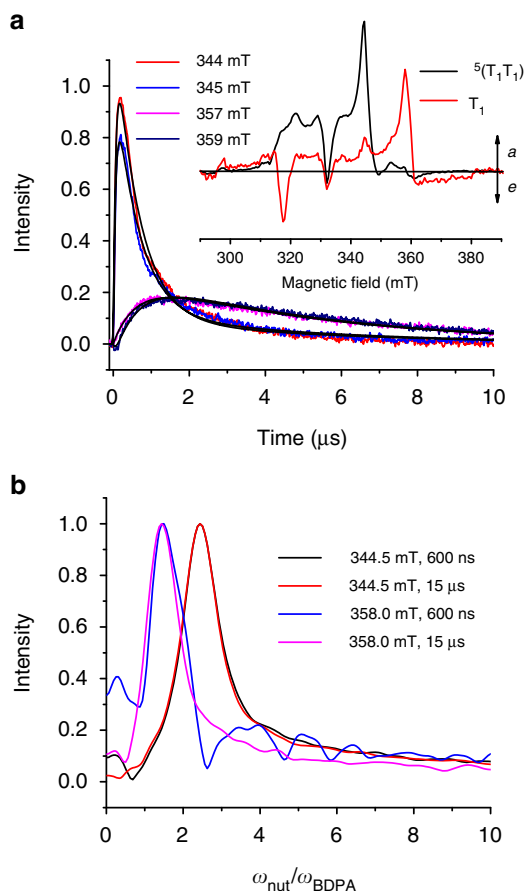 a
344 mT
345 mT
357 mT
359 mT
⁵(T₁T₁)
T₁
a
e
300 320 340 360 380
Magnetic field (mT)
1.0
0.8
0.6
0.4
0.2
0.0
Intensity
0 2 4 6 8 10
Time (μs)
b
344.5 mT, 600 ns
344.5 mT, 15 μs
358.0 mT, 600 ns
358.0 mT, 15 μs
1.0
0.8
0.6
0.4
0.2
0.0
Intensity
0 2 4 6 8 10
ω_nut/ω_BDPA